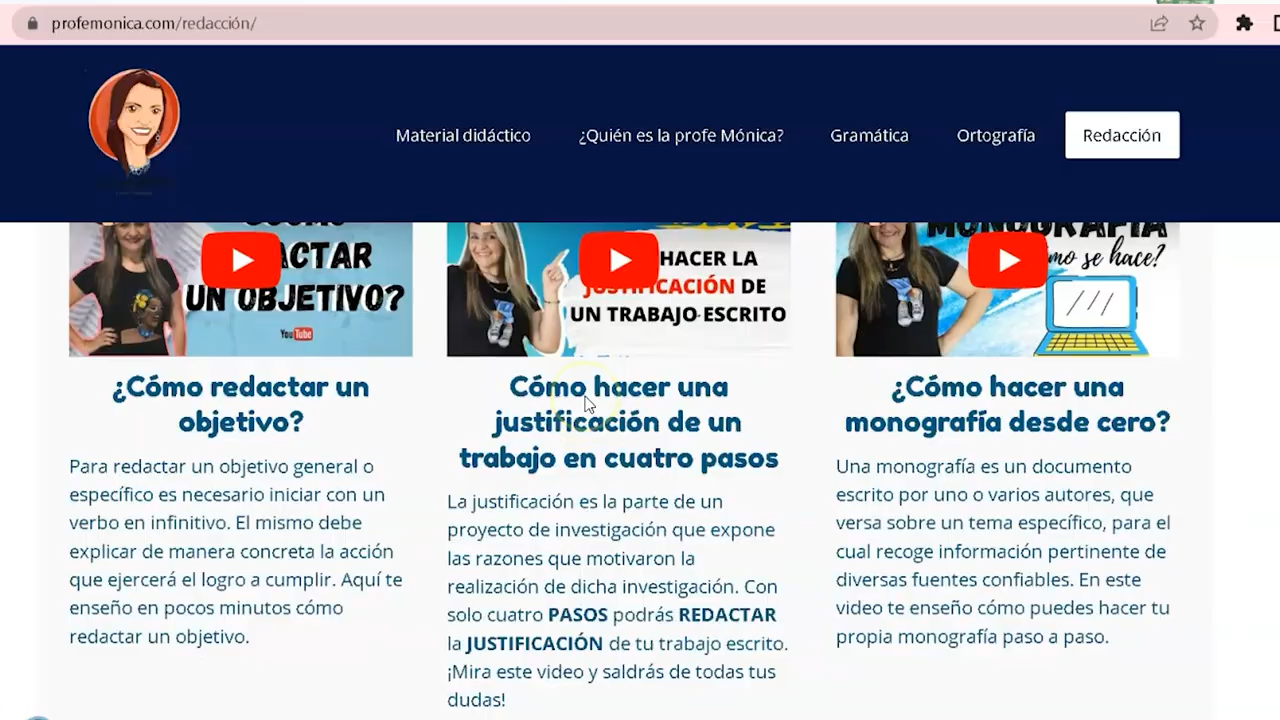 profemonica.com/redacción/
Material didáctico
¿Quién es la profe Mónica?
Gramática
Ortografía
Redacción
ACTAR
UN OBJETIVO?
YouTube
HACER LA
JUSTIFICACIÓN DE
UN TRABAJO ESCRITO
MONOGRAFÍA
mo se hace?
¿Cómo redactar un
objetivo?
Para redactar un objetivo general o
específico es necesario iniciar con un
verbo en infinitivo. El mismo debe
explicar de manera concreta la acción
que ejercerá el logro a cumplir. Aquí te
enseño en pocos minutos cómo
redactar un objetivo.
Cómo hacer una
justificación de un
trabajo en cuatro pasos
La justificación es la parte de un
proyecto de investigación que expone
las razones que motivaron la
realización de dicha investigación. Con
solo cuatro PASOS podrás REDACTAR
la JUSTIFICACIÓN de tu trabajo escrito.
¡Mira este video y saldrás de todas tus
dudas!
¿Cómo hacer una
monografía desde cero?
Una monografía es un documento
escrito por uno o varios autores, que
versa sobre un tema específico, para el
cual recoge información pertinente de
diversas fuentes confiables. En este
video te enseño cómo puedes hacer tu
propia monografía paso a paso.